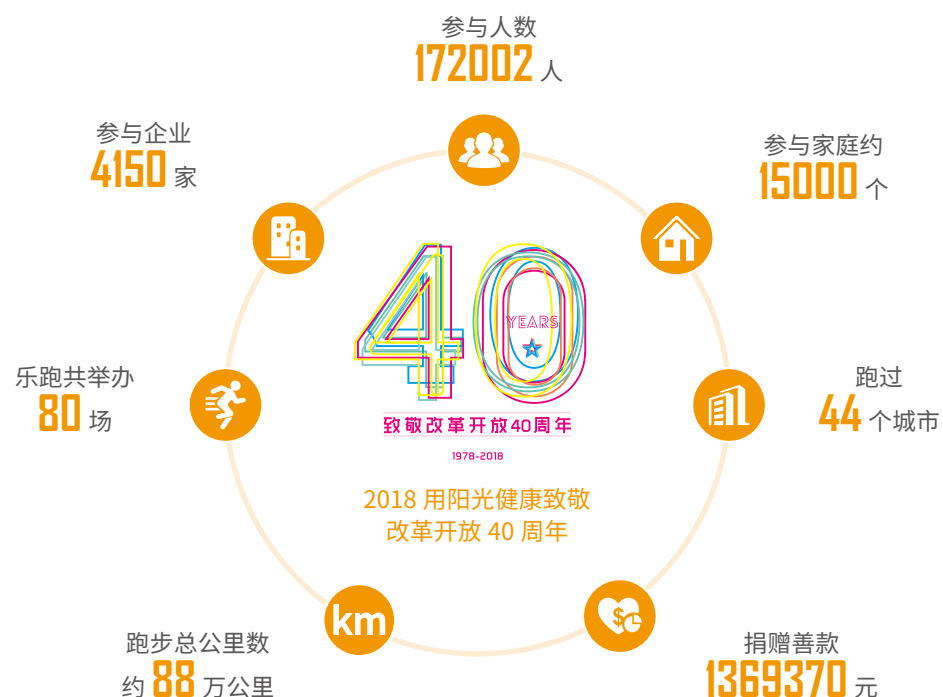 参与人数
172002 人
参与企业
4150 家
参与家庭约
15000 个
40
YEARS
乐跑共举办
80 场
跑过
44 个城市
致敬改革开放40周年
1978-2018
2018 用阳光健康致敬
改革开放 40 周年
km
$
跑步总公里数
约 88 万公里
捐赠善款
1369370 元